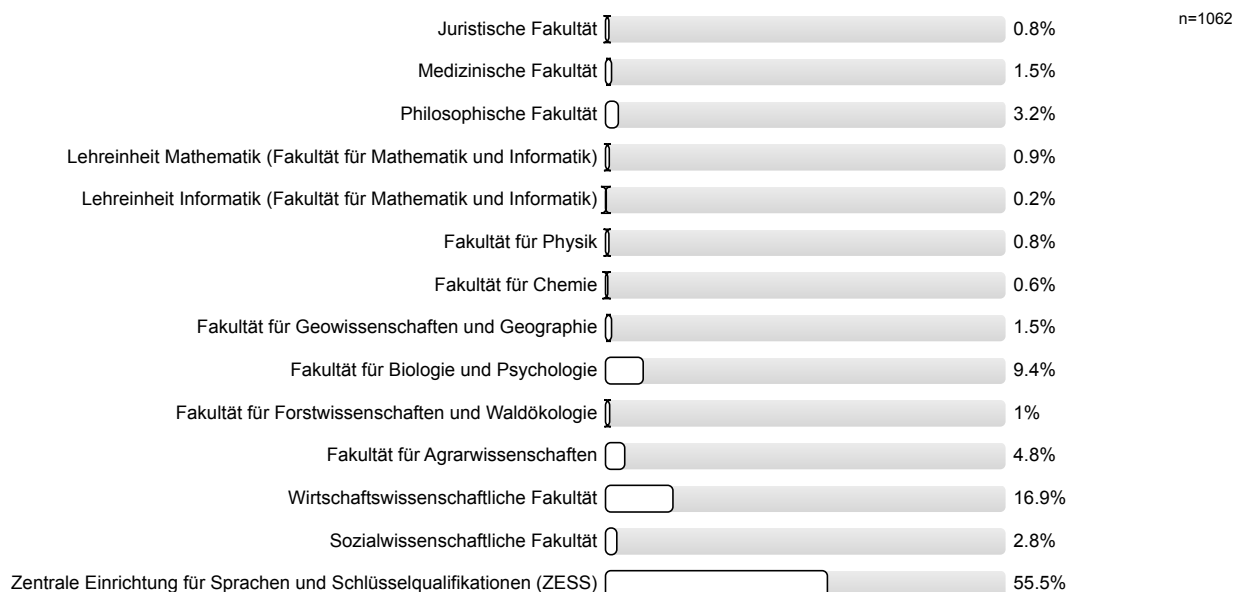 n=1062
Juristische Fakultät 0.8%
Medizinische Fakultät 1.5%
Philosophische Fakultät 3.2%
Lehreinheit Mathematik (Fakultät für Mathematik und Informatik) 0.9%
Lehreinheit Informatik (Fakultät für Mathematik und Informatik) 0.2%
Fakultät für Physik 0.8%
Fakultät für Chemie 0.6%
Fakultät für Geowissenschaften und Geographie 1.5%
Fakultät für Biologie und Psychologie 9.4%
Fakultät für Forstwissenschaften und Waldökologie 1%
Fakultät für Agrarwissenschaften 4.8%
Wirtschaftswissenschaftliche Fakultät 16.9%
Sozialwissenschaftliche Fakultät 2.8%
Zentrale Einrichtung für Sprachen und Schlüsselqualifikationen (ZESS) 55.5%